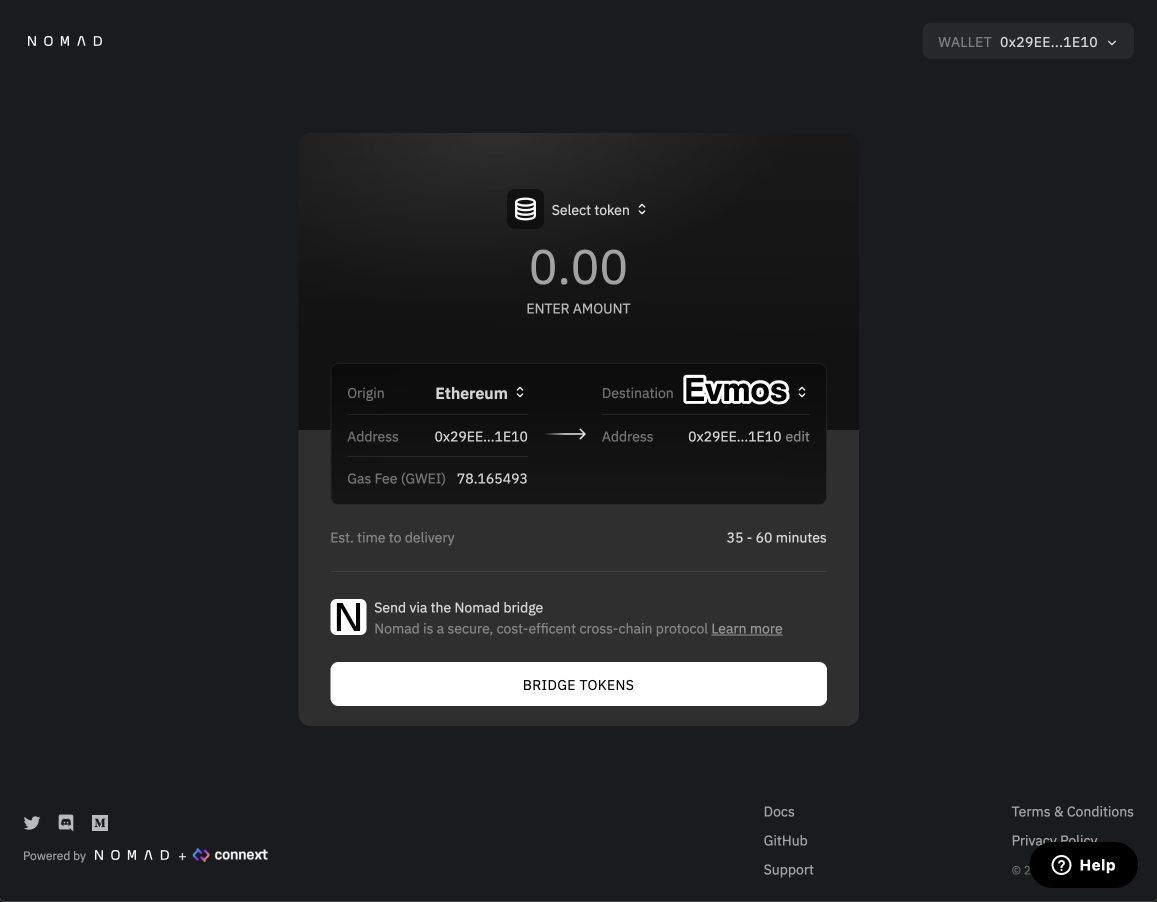 NOMAD
WALLET 0x29EE...1E10
Select token
0.00
ENTER AMOUNT
Origin Ethereum
Destination Evmos
Address 0x29EE...1E10
Address 0x29EE...1E10 edit
Gas Fee (GWEI) 78.165493
Est. time to delivery 35 - 60 minutes
N
Send via the Nomad bridge
Nomad is a secure, cost-efficent cross-chain protocol Learn more
BRIDGE TOKENS
M
Powered by NOMAD + connext
Docs
GitHub
Support
Terms & Conditions
Privacy Policy
©
? Help